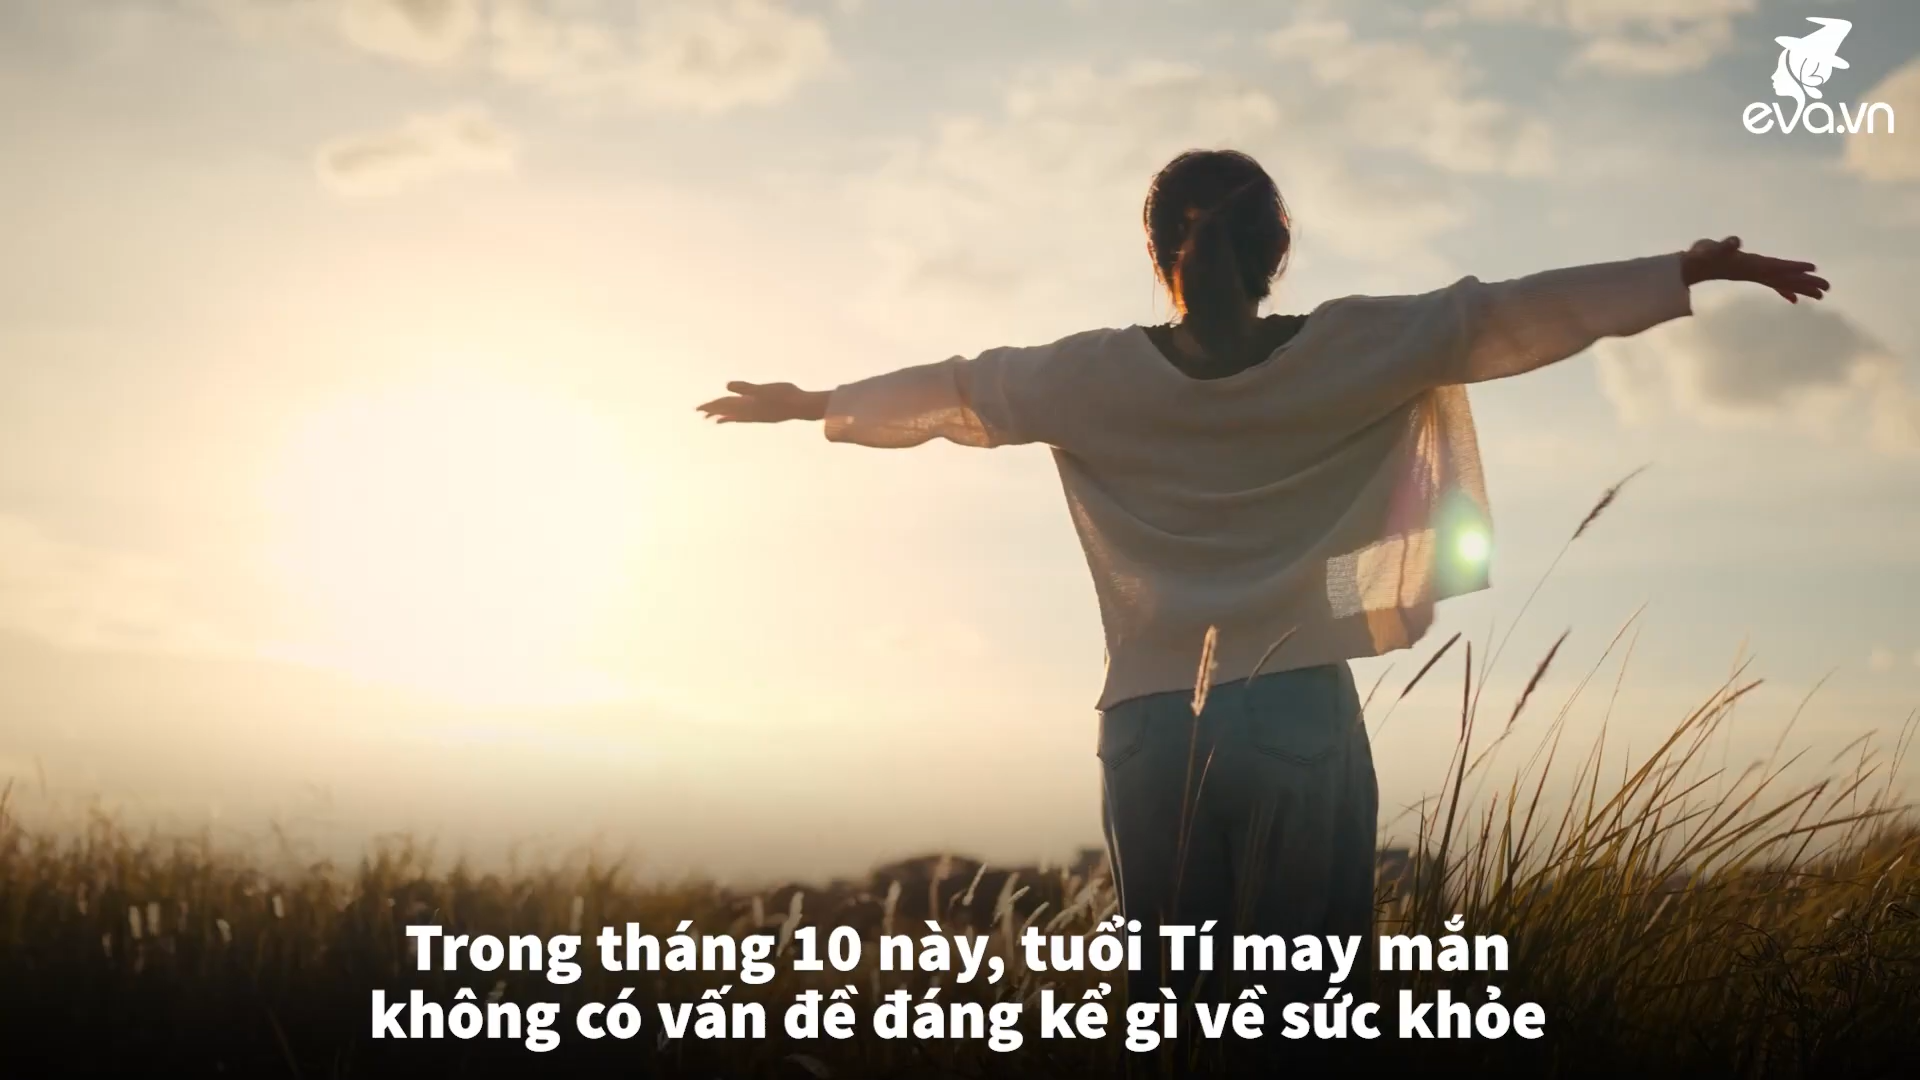 eva.vn
Trong tháng 10 này, tuổi Tí may mắn
không có vấn đề đáng kể gì về sức khỏe